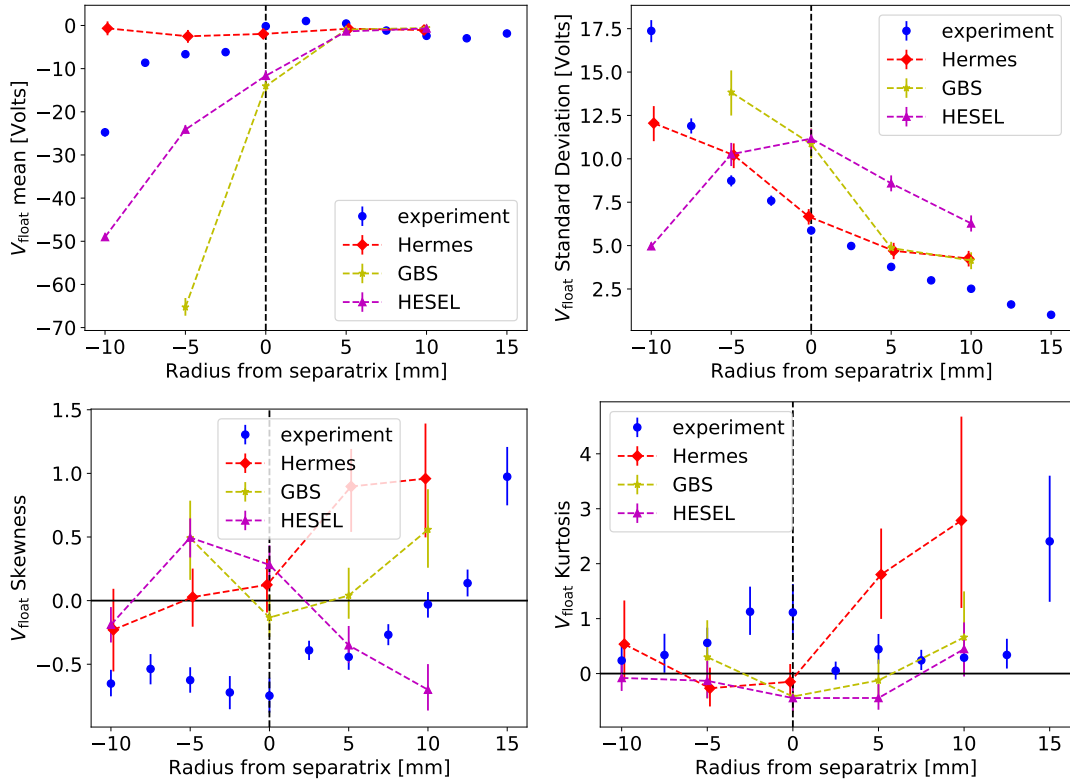 0
−10
−20
−30
−40
−50
−60
−70
V_float mean [Volts]
experiment
Hermes
GBS
HESEL
−10 −5 0 5 10 15
Radius from separatrix [mm]
17.5
15.0
12.5
10.0
7.5
5.0
2.5
V_float Standard Deviation [Volts]
experiment
Hermes
GBS
HESEL
−10 −5 0 5 10 15
Radius from separatrix [mm]
1.5
1.0
0.5
0.0
−0.5
V_float Skewness
experiment
Hermes
GBS
HESEL
−10 −5 0 5 10 15
Radius from separatrix [mm]
4
3
2
1
0
V_float Kurtosis
experiment
Hermes
GBS
HESEL
−10 −5 0 5 10 15
Radius from separatrix [mm]